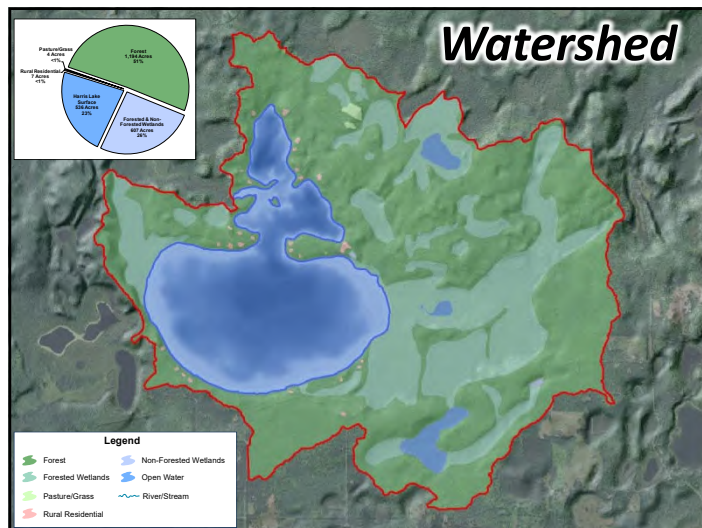 Watershed
Forest
1,194 Acres
51%
Pasture/Grass
4 Acres
<1%
Rural Residential
7 Acres
<1%
Harris Lake
Surface
536 Acres
23%
Forested & Non-
Forested Wetlands
607 Acres
26%
Legend
Forest
Non-Forested Wetlands
Forested Wetlands
Open Water
Pasture/Grass
River/Stream
Rural Residential